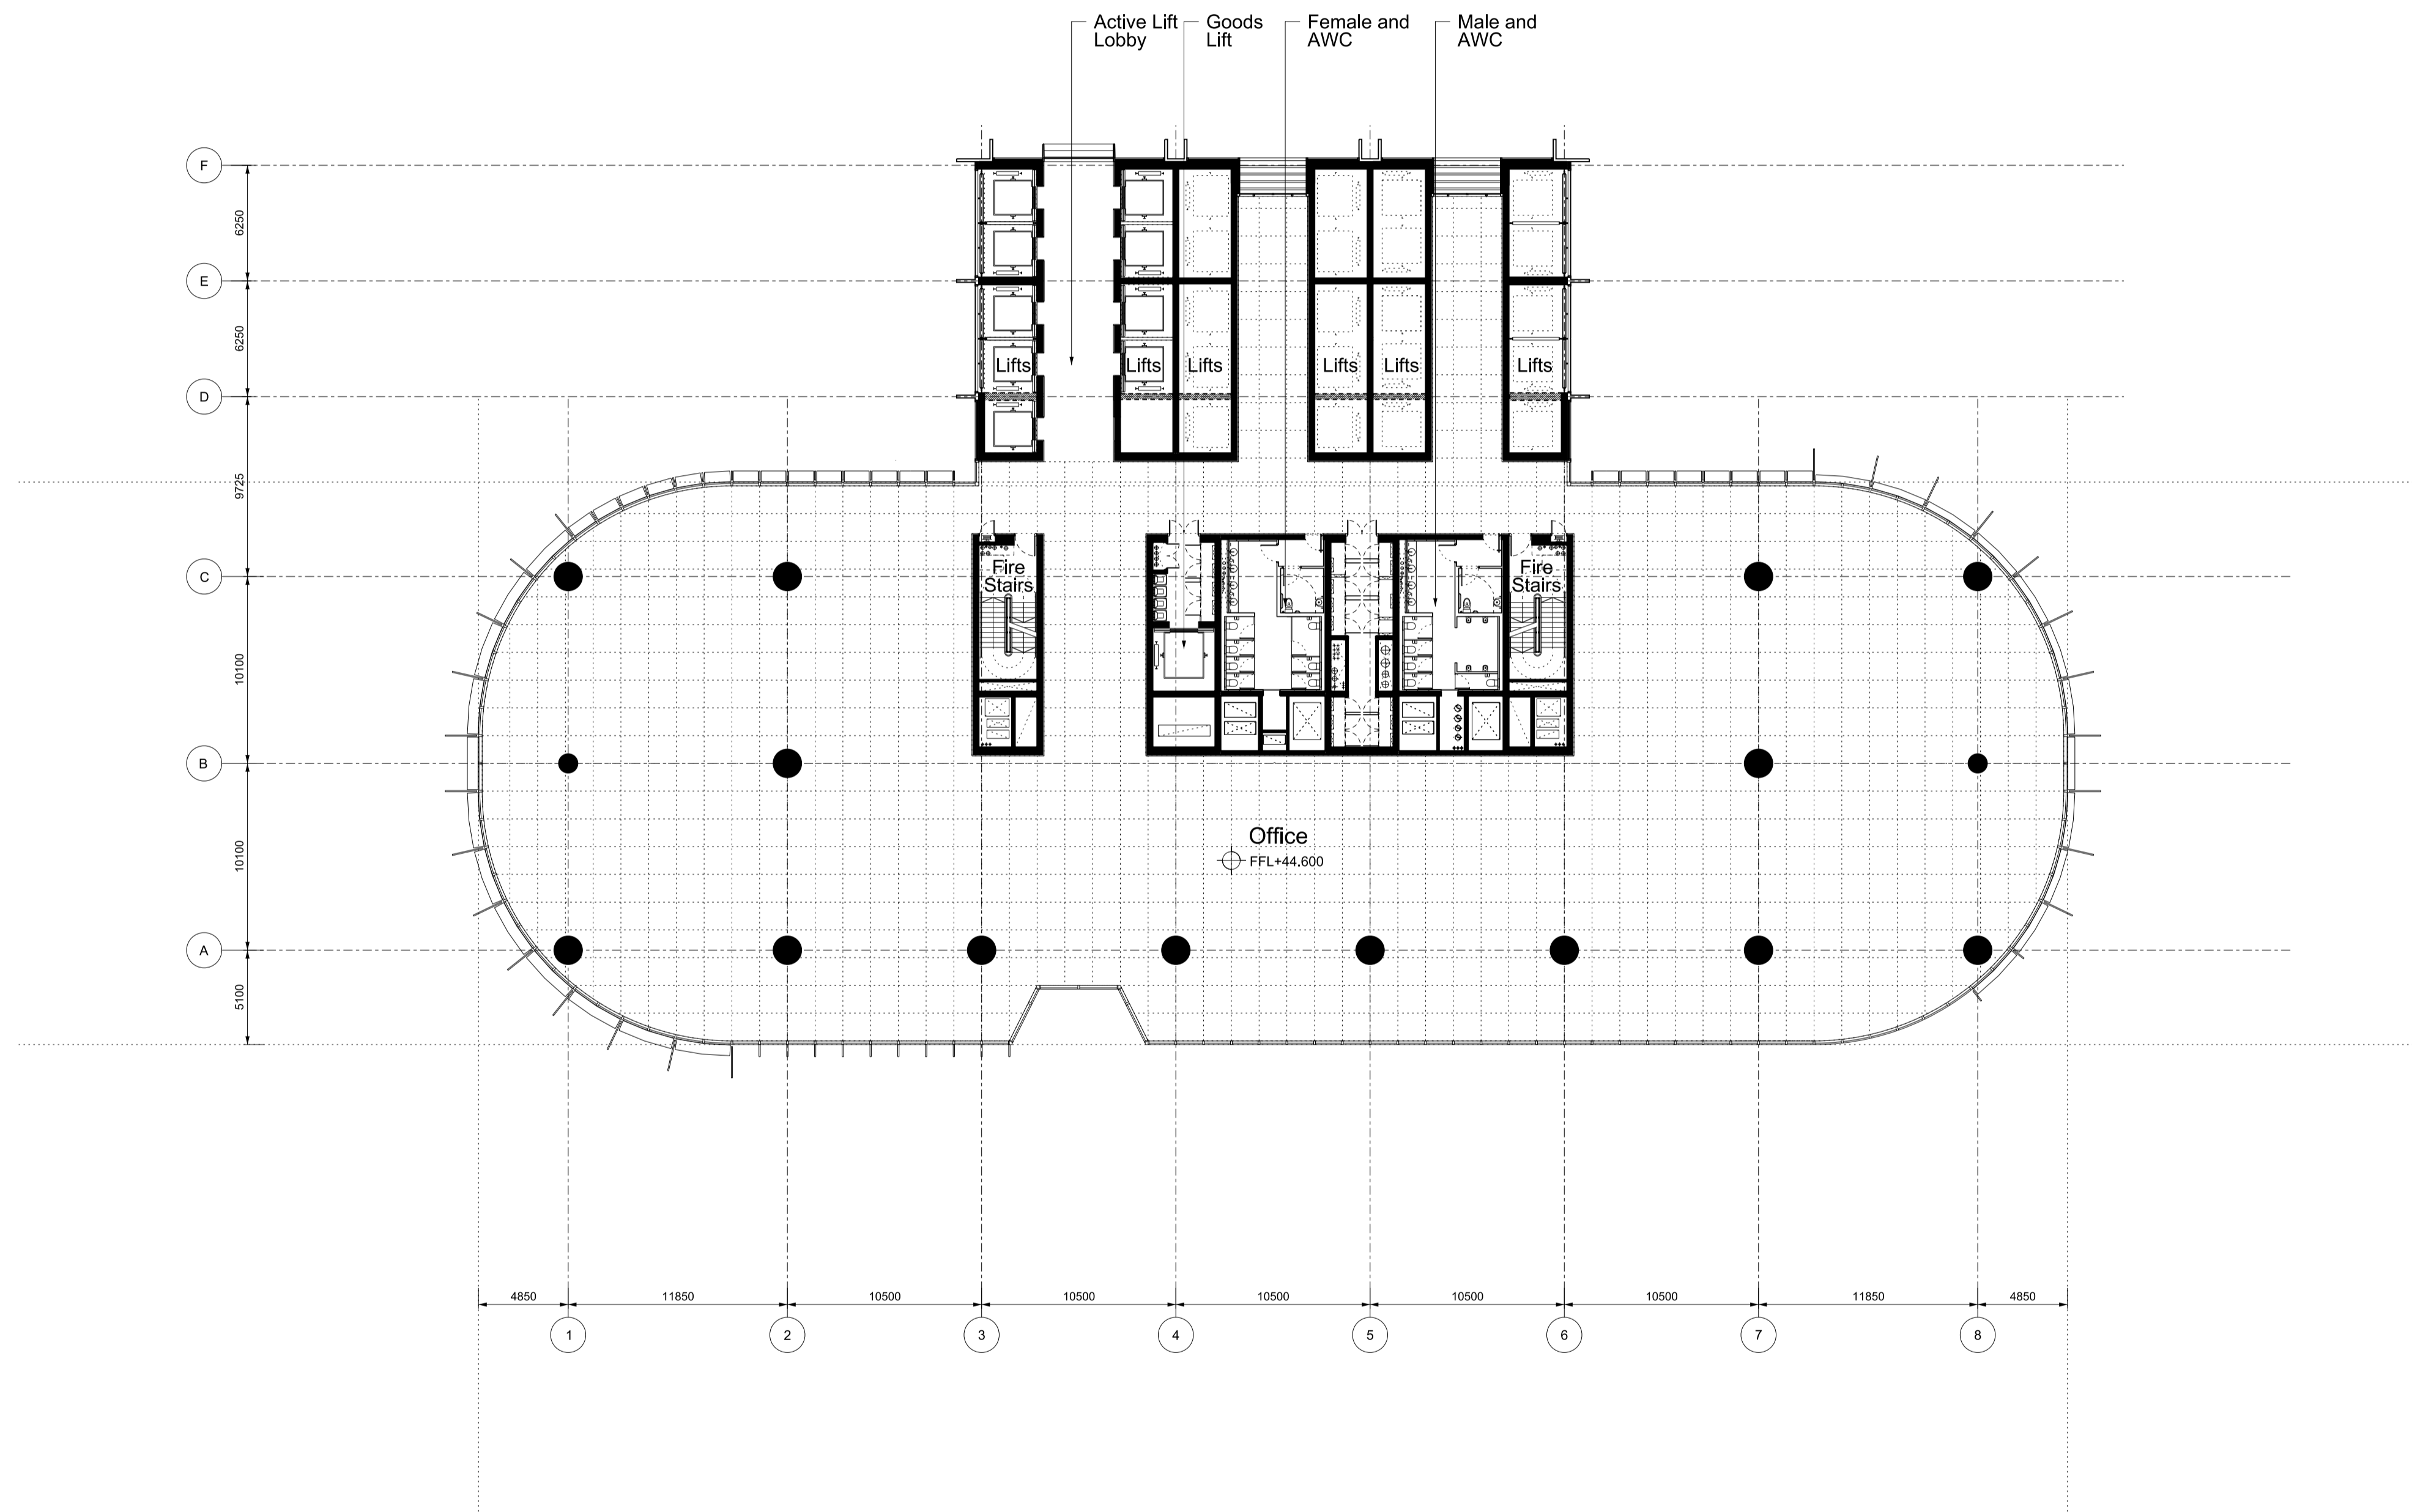 Active Lift
Lobby
Goods
Lift
Female and
AWC
Male and
AWC
F
6250
E
6250
Lifts
Lifts
Lifts
Lifts
Lifts
Lifts
D
9725
C
Fire
Stairs
Fire
Stairs
10100
B
10100
Office
FFL+44.600
A
5100
4850
11850
10500
10500
10500
10500
10500
11850
4850
1
2
3
4
5
6
7
8